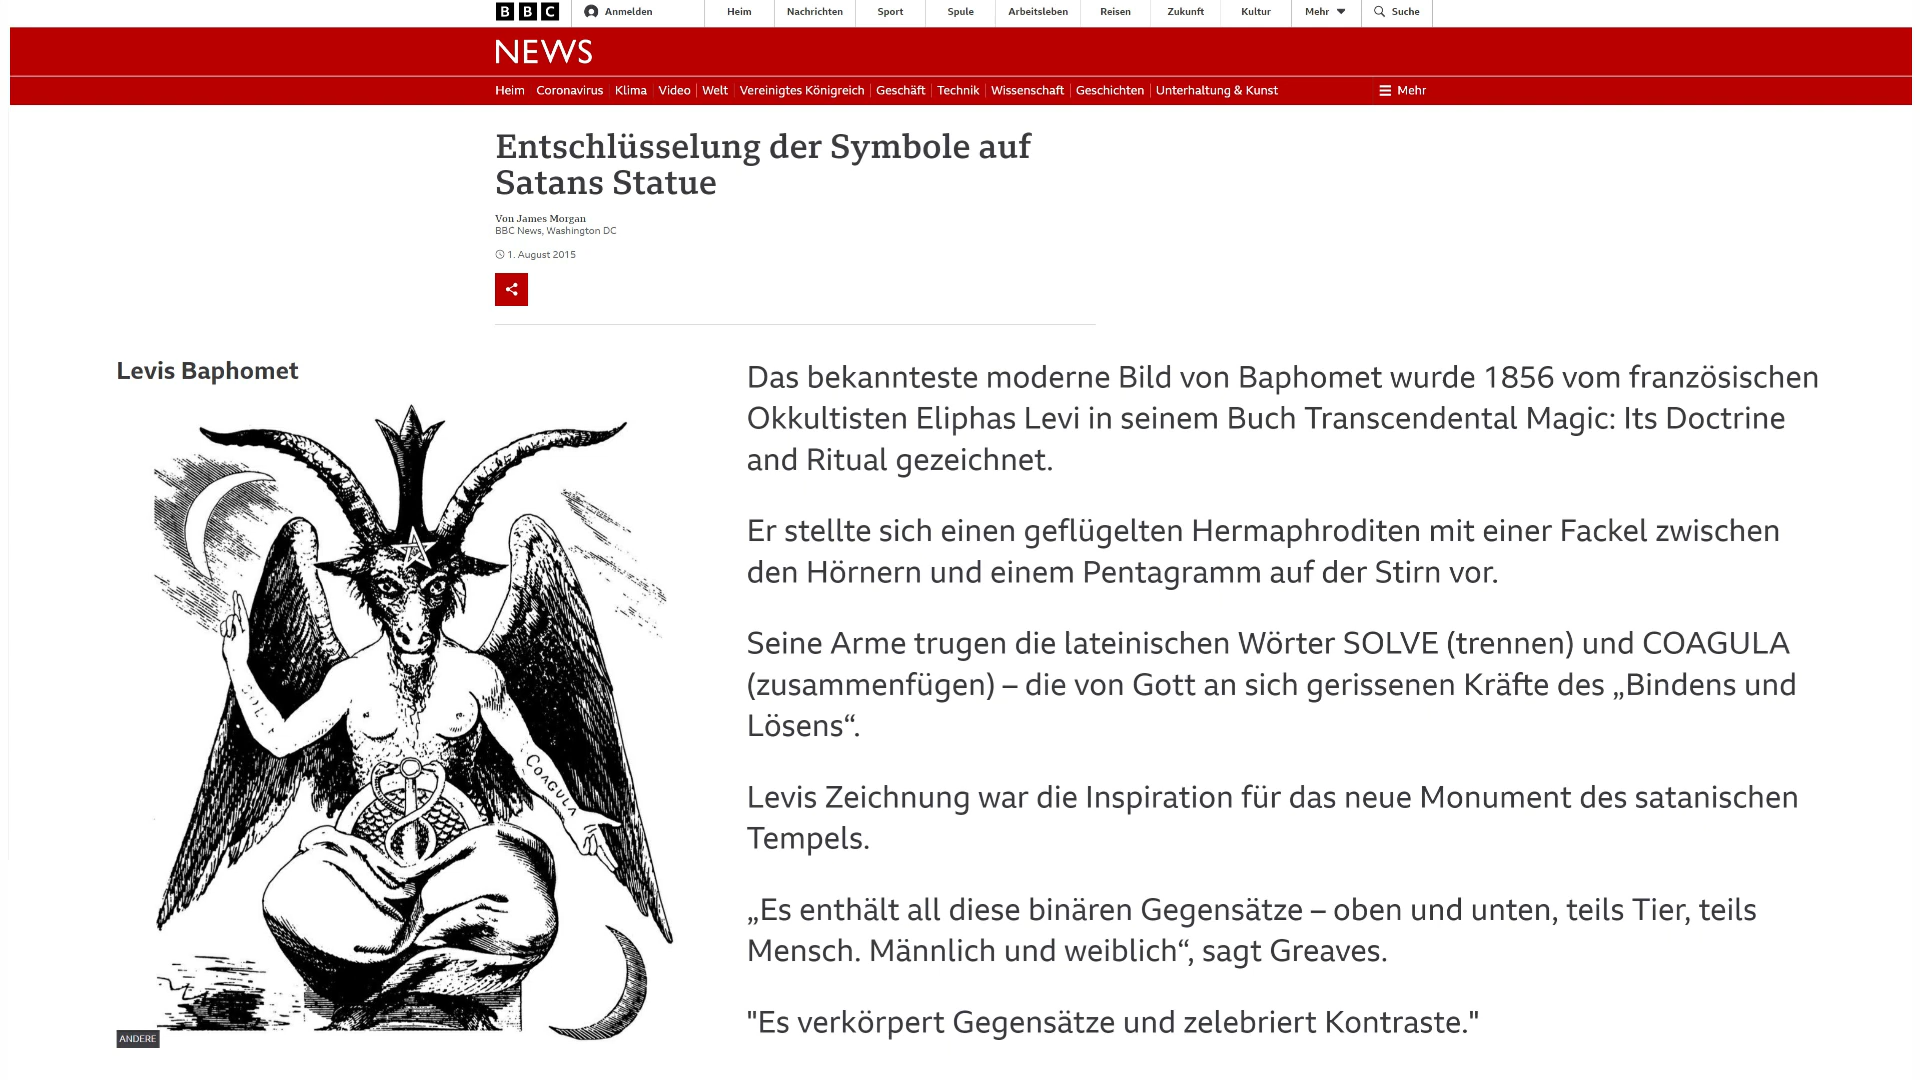 BBC Anmelden Heim Nachrichten Sport Spule Arbeitsleben Reisen Zukunft Kultur Mehr Suche
NEWS
Heim Coronavirus Klima Video Welt Vereinigtes Königreich Geschäft Technik Wissenschaft Geschichten Unterhaltung & Kunst Mehr
Entschlüsselung der Symbole auf
Satans Statue
Von James Morgan
BBC News, Washington DC
1. August 2015
Levis Baphomet
SOL
COAGULA
ANDERE
Das bekannteste moderne Bild von Baphomet wurde 1856 vom französischen
Okkultisten Eliphas Levi in seinem Buch Transcendental Magic: Its Doctrine
and Ritual gezeichnet.
Er stellte sich einen geflügelten Hermaphroditen mit einer Fackel zwischen
den Hörnern und einem Pentagramm auf der Stirn vor.
Seine Arme trugen die lateinischen Wörter SOLVE (trennen) und COAGULA
(zusammenfügen) – die von Gott an sich gerissenen Kräfte des „Bindens und
Lösens“.
Levis Zeichnung war die Inspiration für das neue Monument des satanischen
Tempels.
„Es enthält all diese binären Gegensätze – oben und unten, teils Tier, teils
Mensch. Männlich und weiblich“, sagt Greaves.
"Es verkörpert Gegensätze und zelebriert Kontraste."